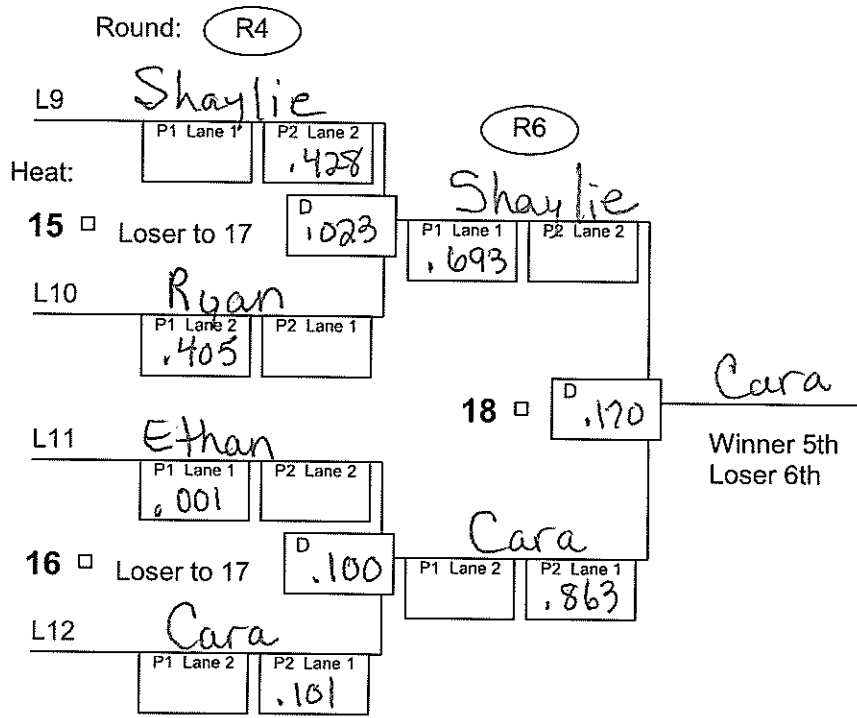 Round: R4
L9 Shaylie
P1 Lane 1 P2 Lane 2
.428
R6
Heat:
15 □ Loser to 17
D .023
Shaylie
P1 Lane 1 P2 Lane 2
.693
L10 Ryan
P1 Lane 2 P2 Lane 1
.405
18 □
D .170
Cara
Winner 5th
Loser 6th
L11 Ethan
P1 Lane 1 P2 Lane 2
.001
16 □ Loser to 17
D .100
Cara
P1 Lane 2 P2 Lane 1
.863
L12 Cara
P1 Lane 2 P2 Lane 1
.101